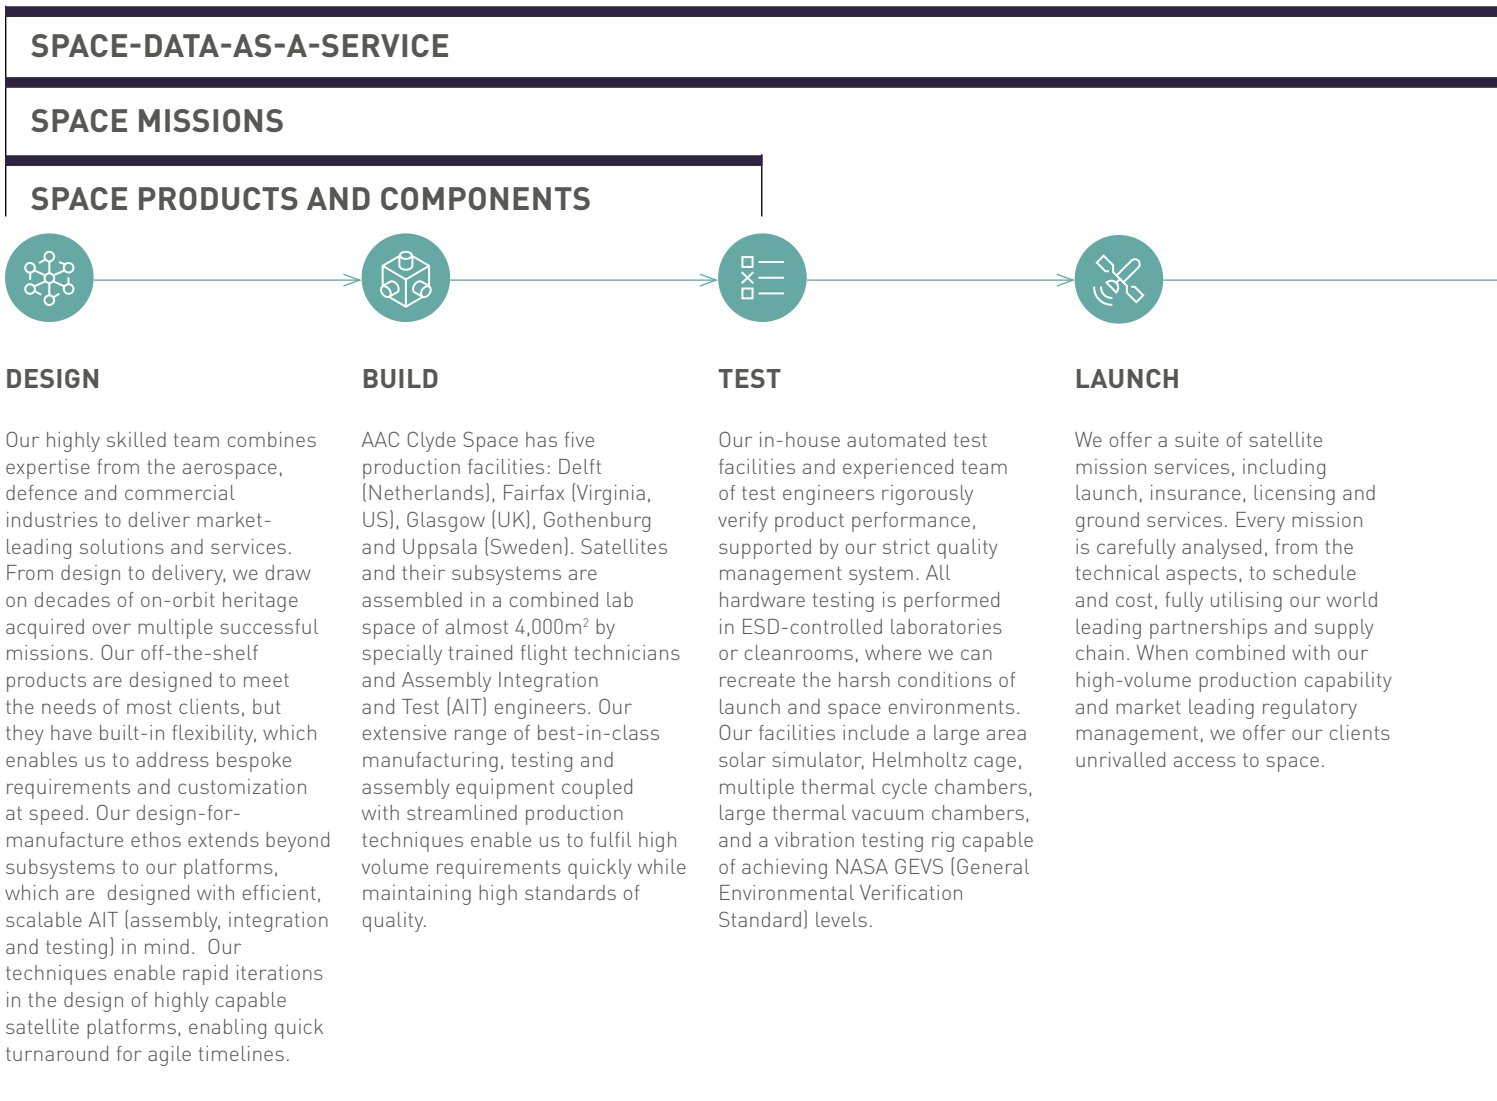 SPACE-DATA-AS-A-SERVICE
SPACE MISSIONS
SPACE PRODUCTS AND COMPONENTS
DESIGN
Our highly skilled team combines
expertise from the aerospace,
defence and commercial
industries to deliver market-
leading solutions and services.
From design to delivery, we draw
on decades of on-orbit heritage
acquired over multiple successful
missions. Our off-the-shelf
products are designed to meet
the needs of most clients, but
they have built-in flexibility, which
enables us to address bespoke
requirements and customization
at speed. Our design-for-
manufacture ethos extends beyond
subsystems to our platforms,
which are  designed with efficient,
scalable AIT (assembly, integration
and testing) in mind.  Our
techniques enable rapid iterations
in the design of highly capable
satellite platforms, enabling quick
turnaround for agile timelines.
BUILD
AAC Clyde Space has five
production facilities: Delft
(Netherlands), Fairfax (Virginia,
US), Glasgow (UK), Gothenburg
and Uppsala (Sweden). Satellites
and their subsystems are
assembled in a combined lab
space of almost 4,000m² by
specially trained flight technicians
and Assembly Integration
and Test (AIT) engineers. Our
extensive range of best-in-class
manufacturing, testing and
assembly equipment coupled
with streamlined production
techniques enable us to fulfil high
volume requirements quickly while
maintaining high standards of
quality.
TEST
Our in-house automated test
facilities and experienced team
of test engineers rigorously
verify product performance,
supported by our strict quality
management system. All
hardware testing is performed
in ESD-controlled laboratories
or cleanrooms, where we can
recreate the harsh conditions of
launch and space environments.
Our facilities include a large area
solar simulator, Helmholtz cage,
multiple thermal cycle chambers,
large thermal vacuum chambers,
and a vibration testing rig capable
of achieving NASA GEVS (General
Environmental Verification
Standard) levels.
LAUNCH
We offer a suite of satellite
mission services, including
launch, insurance, licensing and
ground services. Every mission
is carefully analysed, from the
technical aspects, to schedule
and cost, fully utilising our world
leading partnerships and supply
chain. When combined with our
high-volume production capability
and market leading regulatory
management, we offer our clients
unrivalled access to space.